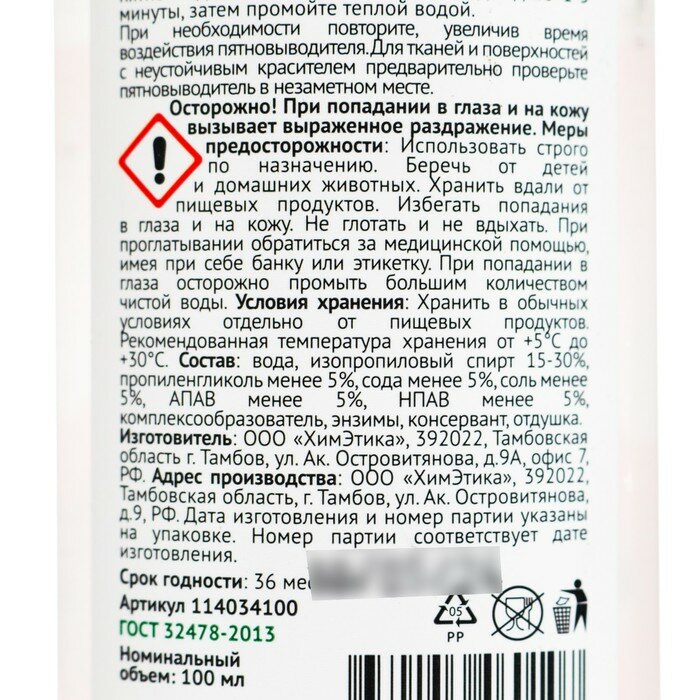 минуты, затем промойте теплой водой.
При необходимости повторите, увеличив время
воздействия пятновыводителя. Для тканей и поверхностей
с неустойчивым красителем предварительно проверьте
пятновыводитель в незаметном месте.
Осторожно! При попадании в глаза и на кожу
вызывает выраженное раздражение. Меры
предосторожности: Использовать строго
по назначению. Беречь от детей
и домашних животных. Хранить вдали от
пищевых продуктов. Избегать попадания
в глаза и на кожу. Не глотать и не вдыхать. При
проглатывании обратиться за медицинской помощью,
имея при себе банку или этикетку. При попадании в
глаза осторожно промыть большим количеством
чистой воды. Условия хранения: Хранить в обычных
условиях отдельно от пищевых продуктов.
Рекомендованная температура хранения от +5°С до
+30°С. Состав: вода, изопропиловый спирт 15-30%,
пропиленгликоль менее 5%, сода менее 5%, соль менее
5%, АПАВ менее 5%, НПАВ менее 5%,
комплексообразователь, энзимы, консервант, отдушка.
Изготовитель: ООО «ХимЭтика», 392022, Тамбовская
область г. Тамбов, ул. Ак. Островитянова, д.9А, офис 7,
РФ. Адрес производства: ООО «ХимЭтика», 392022,
Тамбовская область, г. Тамбов, ул. Ак. Островитянова,
д.9, РФ. Дата изготовления и номер партии указаны
на упаковке. Номер партии соответствует дате
изготовления.
Срок годности: 36
Артикул 114034100
ГОСТ 32478-2013
Номинальный
объем: 100 мл
05
PP